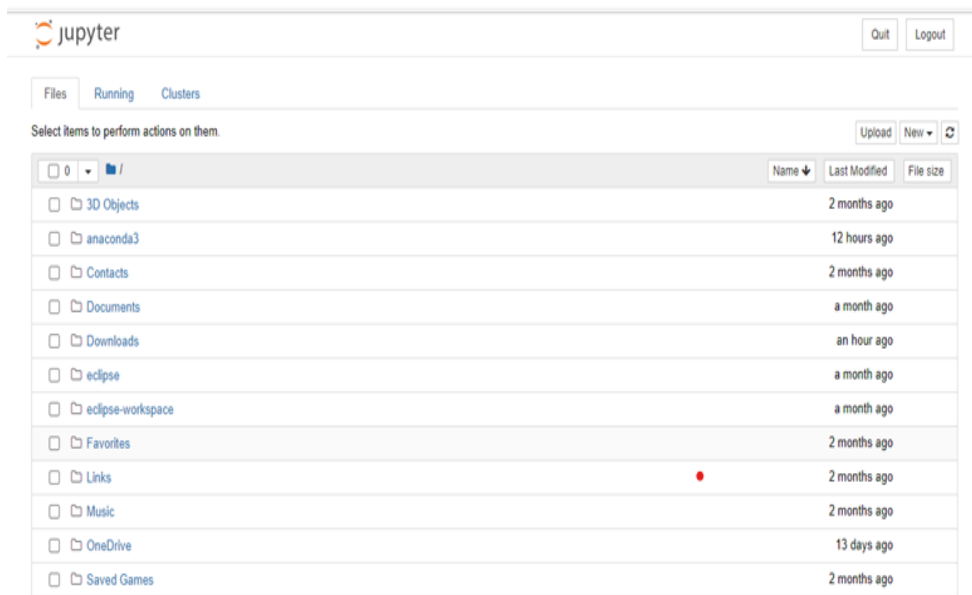 jupyter
Quit Logout
Files Running Clusters
Select items to perform actions on them.
Upload New
0 / Name Last Modified File size
3D Objects 2 months ago
anaconda3 12 hours ago
Contacts 2 months ago
Documents a month ago
Downloads an hour ago
eclipse a month ago
eclipse-workspace a month ago
Favorites 2 months ago
Links 2 months ago
Music 2 months ago
OneDrive 13 days ago
Saved Games 2 months ago